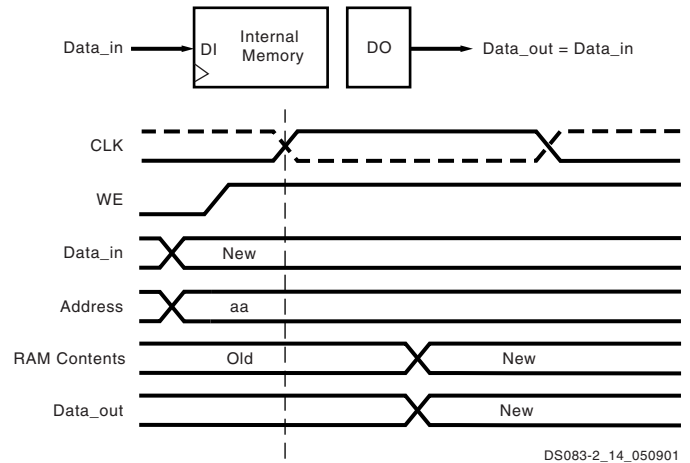 Data_in
DI
Internal
Memory
DO
Data_out = Data_in
CLK
WE
Data_in
New
Address
aa
RAM Contents
Old
New
Data_out
New
DS083-2_14_050901